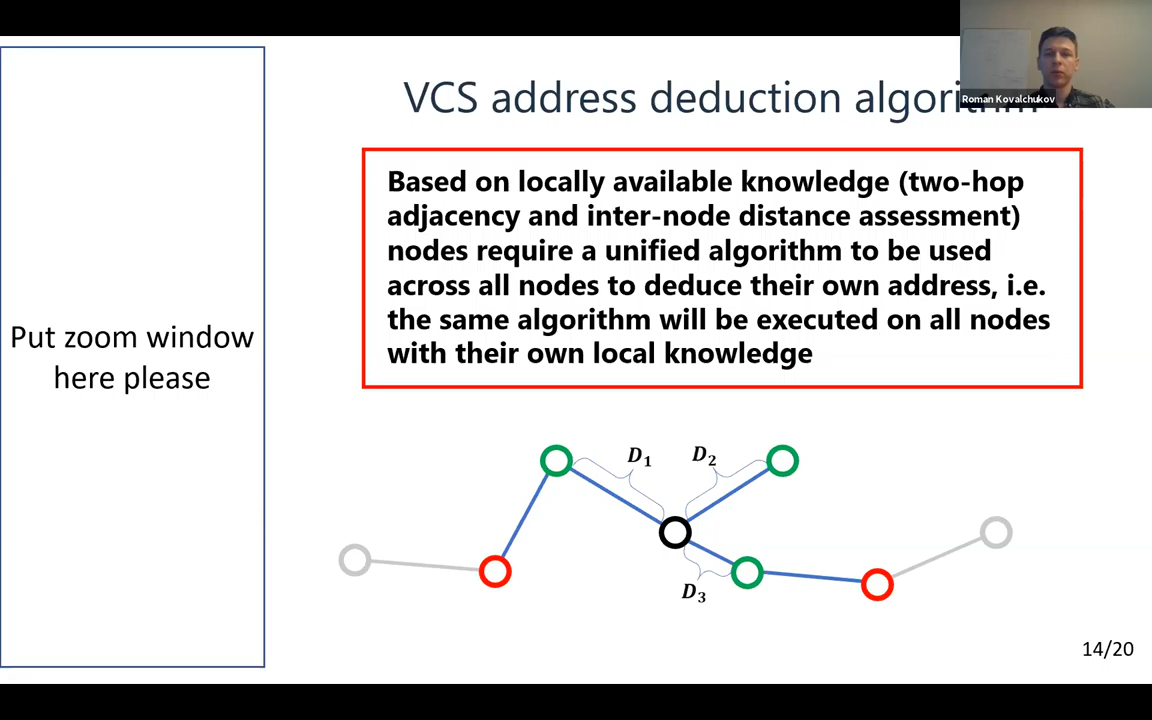 VCS address deduction algorithm
Roman Kovalchukov
Based on locally available knowledge (two-hop
adjacency and inter-node distance assessment)
nodes require a unified algorithm to be used
across all nodes to deduce their own address, i.e.
the same algorithm will be executed on all nodes
with their own local knowledge
Put zoom window
here please
D₁
D₂
D₃
14/20